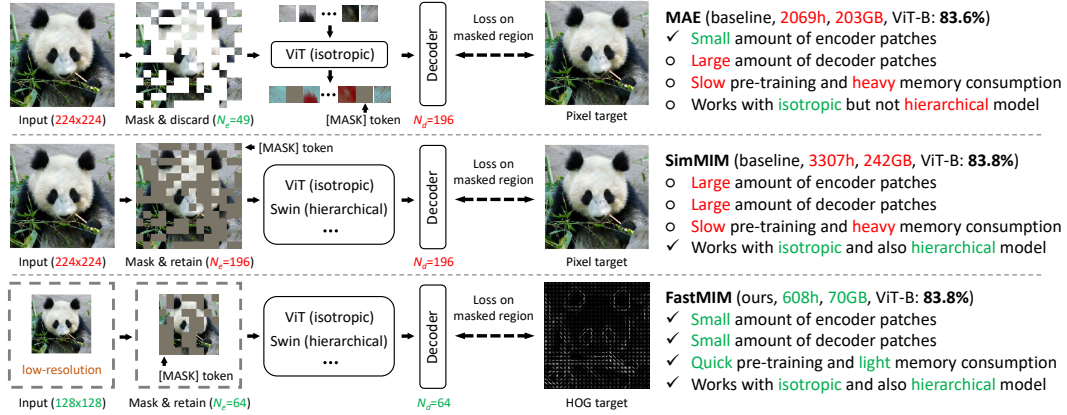 MAE (baseline, 2069h, 203GB, ViT-B: 83.6%)
✓ Small amount of encoder patches
○ Large amount of decoder patches
○ Slow pre-training and heavy memory consumption
○ Works with isotropic but not hierarchical model
ViT (isotropic)
Decoder
Loss on
masked region
[MASK] token
Input (224x224)
Mask & discard (Ne=49)
Nd=196
Pixel target
SimMIM (baseline, 3307h, 242GB, ViT-B: 83.8%)
○ Large amount of encoder patches
○ Large amount of decoder patches
○ Slow pre-training and heavy memory consumption
✓ Works with isotropic and also hierarchical model
[MASK] token
ViT (isotropic)
Swin (hierarchical)
...
Decoder
Loss on
masked region
Input (224x224)
Mask & retain (Ne=196)
Nd=196
Pixel target
FastMIM (ours, 608h, 70GB, ViT-B: 83.8%)
✓ Small amount of encoder patches
✓ Small amount of decoder patches
✓ Quick pre-training and light memory consumption
✓ Works with isotropic and also hierarchical model
low-resolution
[MASK] token
ViT (isotropic)
Swin (hierarchical)
...
Decoder
Loss on
masked region
Input (128x128)
Mask & retain (Ne=64)
Nd=64
HOG target